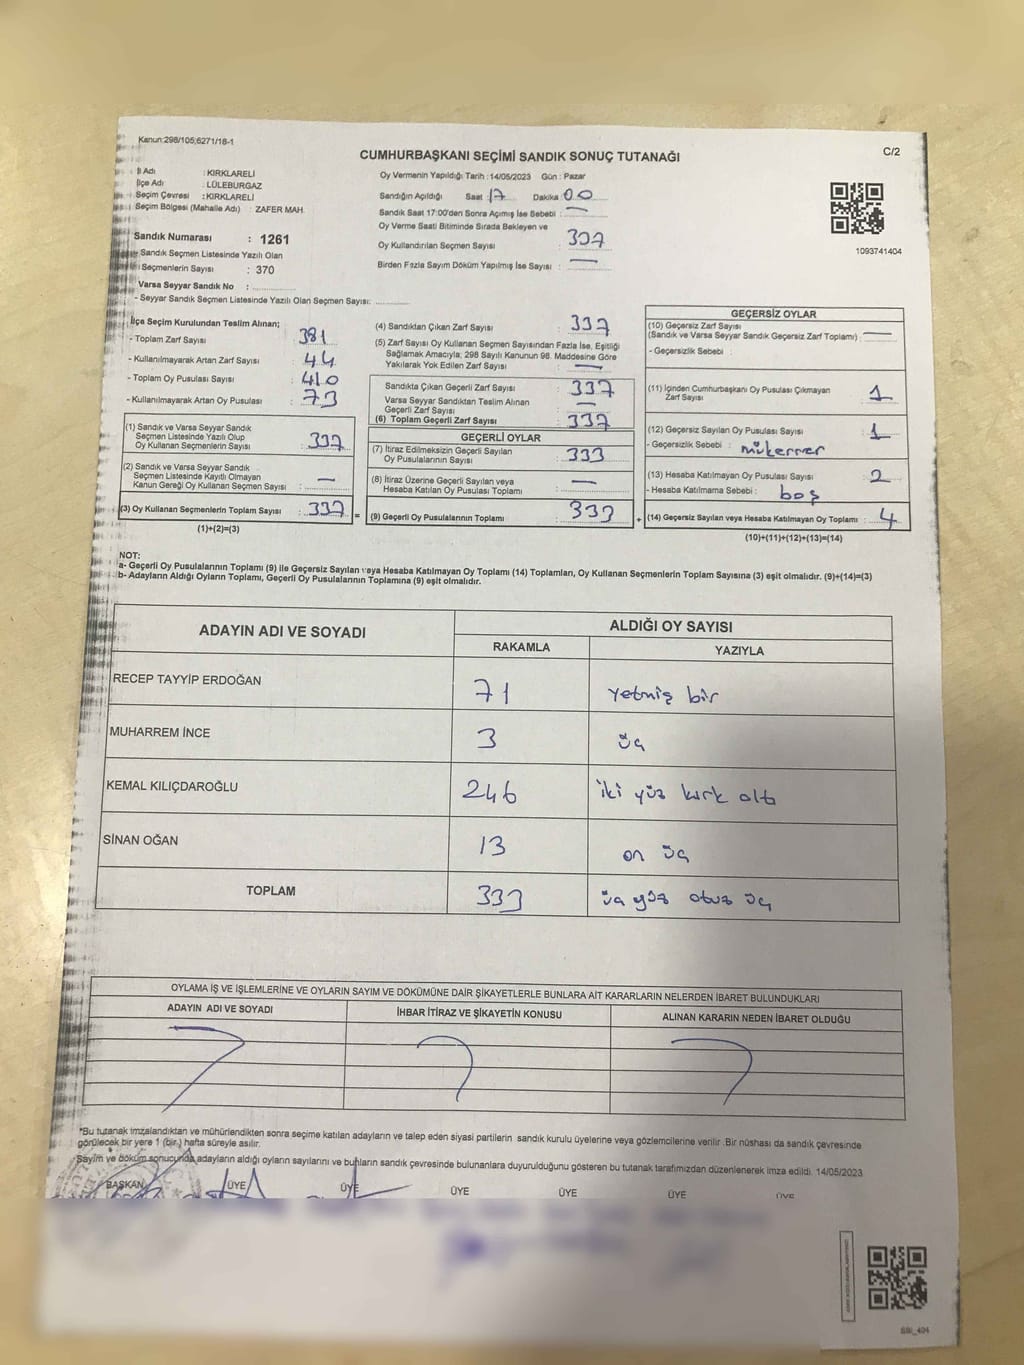 Kanun:298/105;6271/18-1
C/2
CUMHURBAŞKANI SEÇİMİ SANDIK SONUÇ TUTANAĞI
İl Adı : KIRKLARELİ
İlçe Adı : LÜLEBURGAZ
Seçim Çevresi : KIRKLARELİ
Seçim Bölgesi (Mahalle Adı) : ZAFER MAH.
Sandık Numarası : 1261
Sandık Seçmen Listesinde Yazılı Olan
Seçmenlerin Sayısı : 370
Varsa Seyyar Sandık No :
- Seyyar Sandık Seçmen Listesinde Yazılı Olan Seçmen Sayısı:
Oy Vermenin Yapıldığı Tarih : 14/05/2023 Gün : Pazar
Sandığın Açıldığı Saat : 17 Dakika 00
Sandık Saat 17:00'den Sonra Açımış İse Sebebi : —
Oy Verme Saati Bitiminde Sırada Bekleyen ve
Oy Kullandırılan Seçmen Sayısı : 337
Birden Fazla Sayım Döküm Yapılmış İse Sayısı : —
1093741404
İlçe Seçim Kurulundan Teslim Alınan;
- Toplam Zarf Sayısı : 381
- Kullanılmayarak Artan Zarf Sayısı : 44
- Toplam Oy Pusulası Sayısı : 410
- Kullanılmayarak Artan Oy Pusulası : 73
(1) Sandık ve Varsa Seyyar Sandık
Seçmen Listesinde Yazılı Olup
Oy Kullanan Seçmenlerin Sayısı : 337
(2) Sandık ve Varsa Seyyar Sandık
Seçmen Listesinde Kayıtlı Olmayan
Kanun Gereği Oy Kullanan Seçmen Sayısı : —
(3) Oy Kullanan Seçmenlerin Toplam Sayısı : 337 =
(1)+(2)=(3)
(4) Sandıktan Çıkan Zarf Sayısı : 337
(5) Zarf Sayısı Oy Kullanan Seçmen Sayısından Fazla İse, Eşitliği
Sağlamak Amacıyla; 298 Sayılı Kanunun 98. Maddesine Göre
Yakılarak Yok Edilen Zarf Sayısı : —
Sandıkta Çıkan Geçerli Zarf Sayısı : 337
Varsa Seyyar Sandıktan Teslim Alınan
Geçerli Zarf Sayısı : —
(6) Toplam Geçerli Zarf Sayısı : 337
GEÇERLİ OYLAR
(7) İtiraz Edilmeksizin Geçerli Sayılan
Oy Pusulalarının Sayısı : 333
(8) İtiraz Üzerine Geçerli Sayılan veya
Hesaba Katılan Oy Pusulaları Toplamı : —
(9) Geçerli Oy Pusulalarının Toplamı : 333 +
GEÇERSİZ OYLAR
(10) Geçersiz Zarf Sayısı
(Sandık ve Varsa Seyyar Sandık Geçersiz Zarf Toplamı) : —
- Geçersizlik Sebebi :
(11) İçinden Cumhurbaşkanı Oy Pusulası Çıkmayan
Zarf Sayısı : 1
(12) Geçersiz Sayılan Oy Pusulası Sayısı : 1
- Geçersizlik Sebebi : mükerrer
(13) Hesaba Katılmayan Oy Pusulası Sayısı : 2
- Hesaba Katılmama Sebebi : boş
(14) Geçersiz Sayılan veya Hesaba Katılmayan Oy Toplamı : 4
(10)+(11)+(12)+(13)=(14)
NOT:
a- Geçerli Oy Pusulalarının Toplamı (9) ile Geçersiz Sayılan veya Hesaba Katılmayan Oy Toplamı (14) Toplamları, Oy Kullanan Seçmenlerin Toplam Sayısına (3) eşit olmalıdır. (9)+(14)=(3)
b- Adayların Aldığı Oyların Toplamı, Geçerli Oy Pusulalarının Toplamına (9) eşit olmalıdır.
ADAYIN ADI VE SOYADI
ALDIĞI OY SAYISI
RAKAMLA YAZIYLA
RECEP TAYYİP ERDOĞAN 71 yetmiş bir
MUHARREM İNCE 3 üç
KEMAL KILIÇDAROĞLU 246 iki yüz kırk altı
SİNAN OĞAN 13 on üç
TOPLAM 333 üç yüz otuz üç
OYLAMA İŞ VE İŞLEMLERİNE VE OYLARIN SAYIM VE DÖKÜMÜNE DAİR ŞİKAYETLERLE BUNLARA AİT KARARLARIN NELERDEN İBARET BULUNDUKLARI
ADAYIN ADI VE SOYADI İHBAR İTİRAZ VE ŞİKAYETİN KONUSU ALINAN KARARIN NEDEN İBARET OLDUĞU
*Bu tutanak imzalandıktan ve mühürlendikten sonra seçime katılan adayların ve talep eden siyasi partilerin sandık kurulu üyelerine veya gözlemcilerine verilir .Bir nüshası da sandık çevresinde
görülecek bir yere 1 (bir,) hafta süreyle asılır.
Sayım ve döküm sonucunda adayların aldığı oyların sayılarını ve bunların sandık çevresinde bulunanlara duyurulduğunu gösteren bu tutanak tarafımızdan düzenlenerek imza edildi. 14/05/2023
BAŞKAN ÜYE ÜYE ÜYE ÜYE ÜYE ÜYE